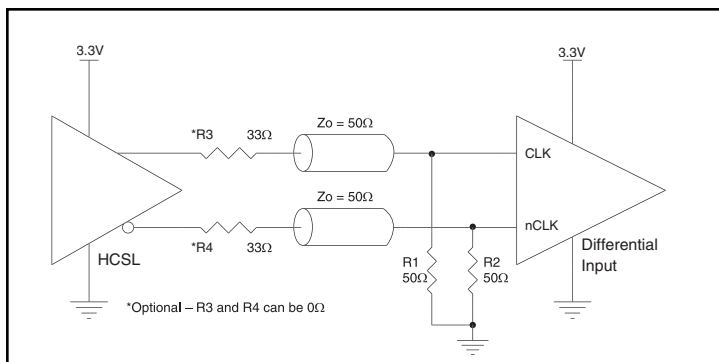 3.3V
3.3V
*R3 33Ω
Zo = 50Ω
CLK
Zo = 50Ω
nCLK
HCSL
*R4 33Ω
R1
50Ω
R2
50Ω
Differential
Input
*Optional – R3 and R4 can be 0Ω